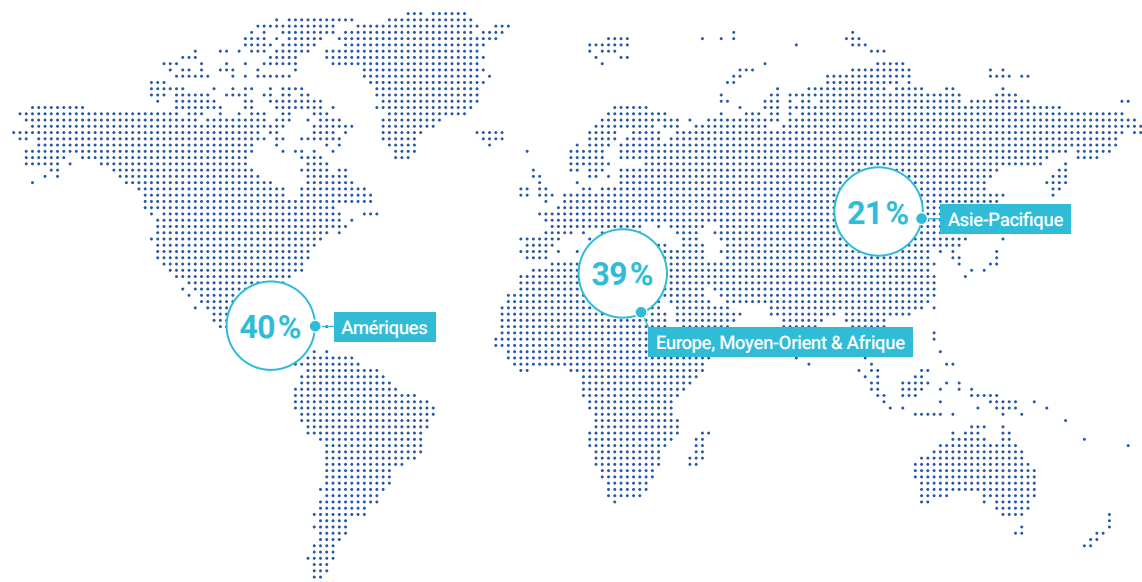 21 %
Asie-Pacifique
39 %
Europe, Moyen-Orient & Afrique
40 %
Amériques